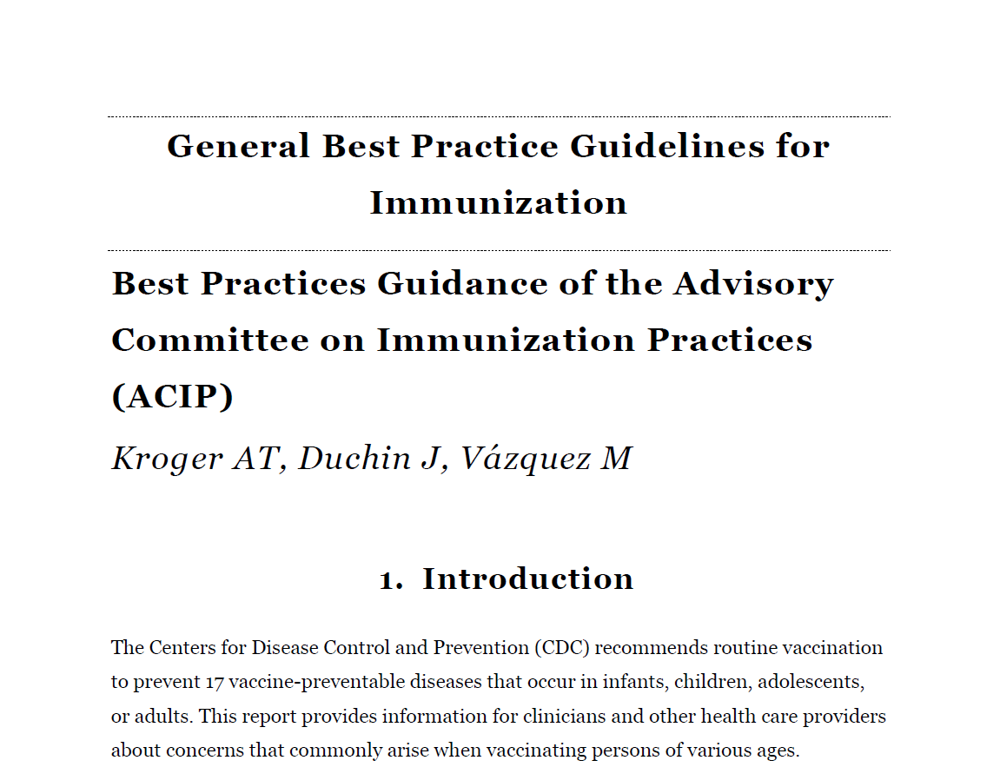 General Best Practice Guidelines for
Immunization
Best Practices Guidance of the Advisory
Committee on Immunization Practices
(ACIP)
Kroger AT, Duchin J, Vázquez M
1. Introduction
The Centers for Disease Control and Prevention (CDC) recommends routine vaccination
to prevent 17 vaccine-preventable diseases that occur in infants, children, adolescents,
or adults. This report provides information for clinicians and other health care providers
about concerns that commonly arise when vaccinating persons of various ages.